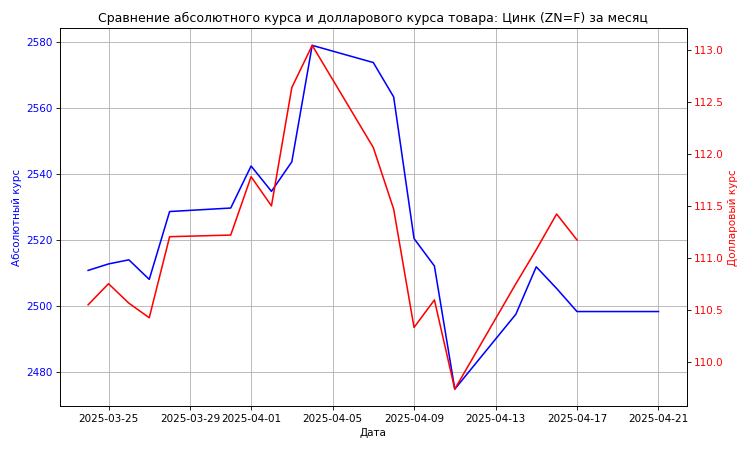 Сравнение абсолютного курса и долларового курса товара: Цинк (ZN=F) за месяц
2580
2560
2540
2520
2500
2480
Абсолютный курс
113.0
112.5
112.0
111.5
111.0
110.5
110.0
Долларовый курс
2025-03-25 2025-03-29 2025-04-01 2025-04-05 2025-04-09 2025-04-13 2025-04-17 2025-04-21
Дата